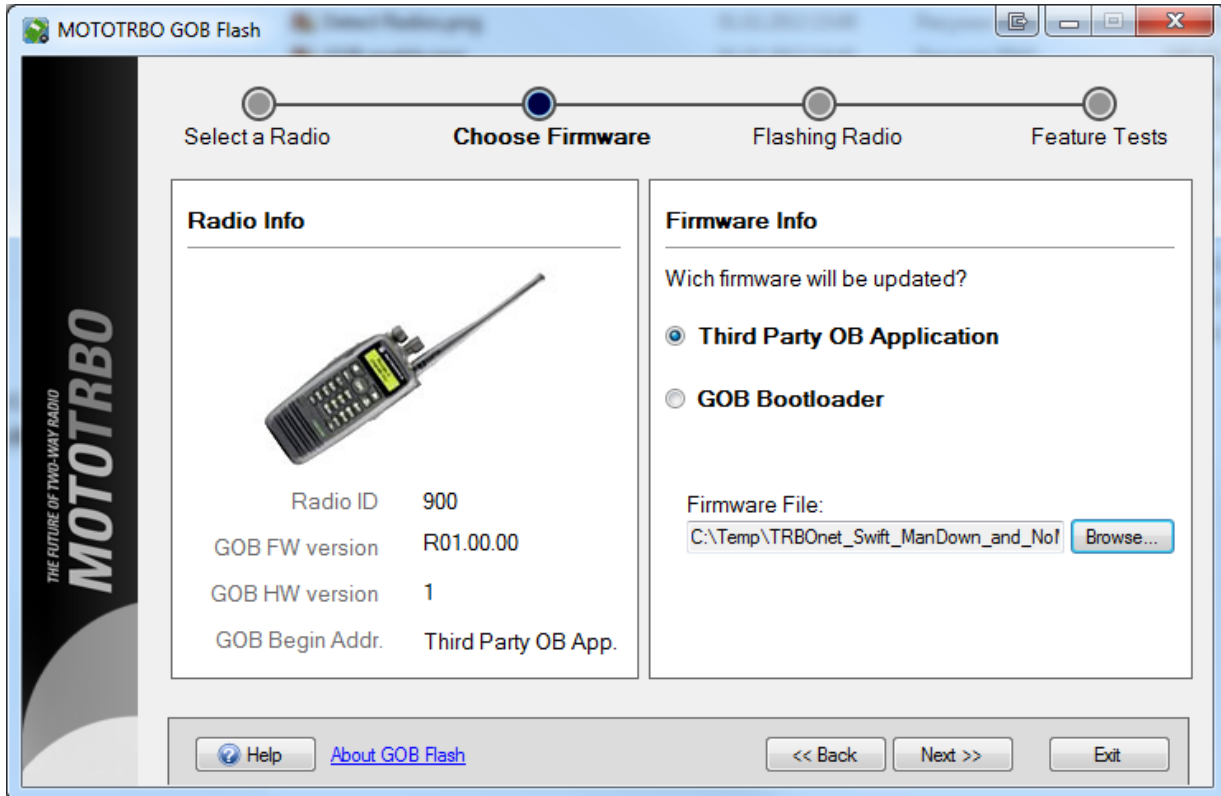 MOTOTRBO GOB Flash
Select a Radio
Choose Firmware
Flashing Radio
Feature Tests
THE FUTURE OF TWO-WAY RADIO
MOTOTRBO
Radio Info
Radio ID 900
GOB FW version R01.00.00
GOB HW version 1
GOB Begin Addr. Third Party OB App.
Firmware Info
Wich firmware will be updated?
Third Party OB Application
GOB Bootloader
Firmware File:
C:\Temp\TRBOnet_Swift_ManDown_and_No Browse...
Help About GOB Flash << Back Next >> Exit